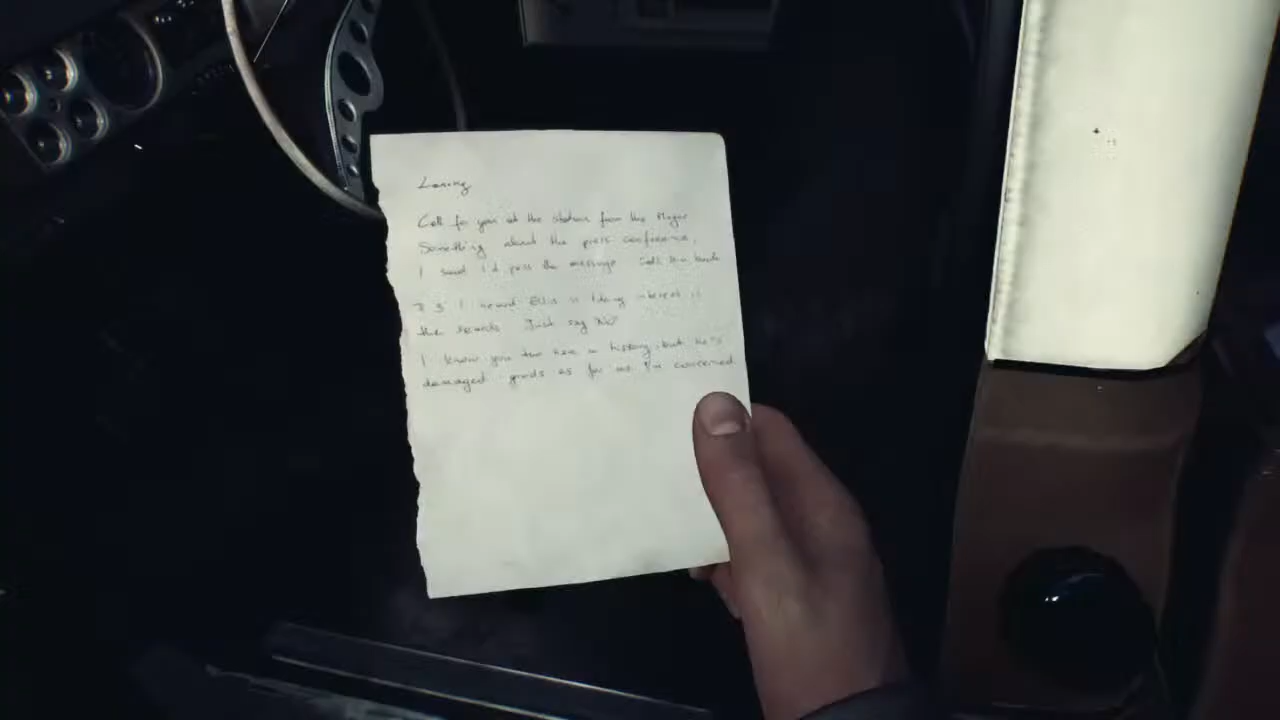 Lanning
Call for you at the station from the Mayor
Something about the press conference.
I said I'd pass the message. Call him back
P.S. I heard Ellis is taking interest in
the search. Just say No!
I know you two have a history, but he's
damaged goods as far as I'm concerned